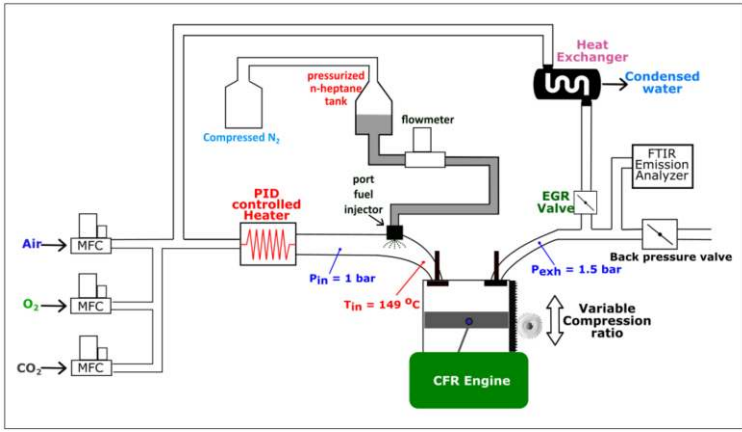 Heat
Exchanger
Condensed
water
pressurized
n-heptane
tank
Compressed N₂
flowmeter
FTIR
Emission
Analyzer
port
fuel
injector
EGR
Valve
PID
controlled
Heater
Air
MFC
Back pressure valve
Pin = 1 bar
Pexh = 1.5 bar
Tin = 149 ⁰C
O₂
MFC
Variable
Compression
ratio
CO₂
MFC
CFR Engine